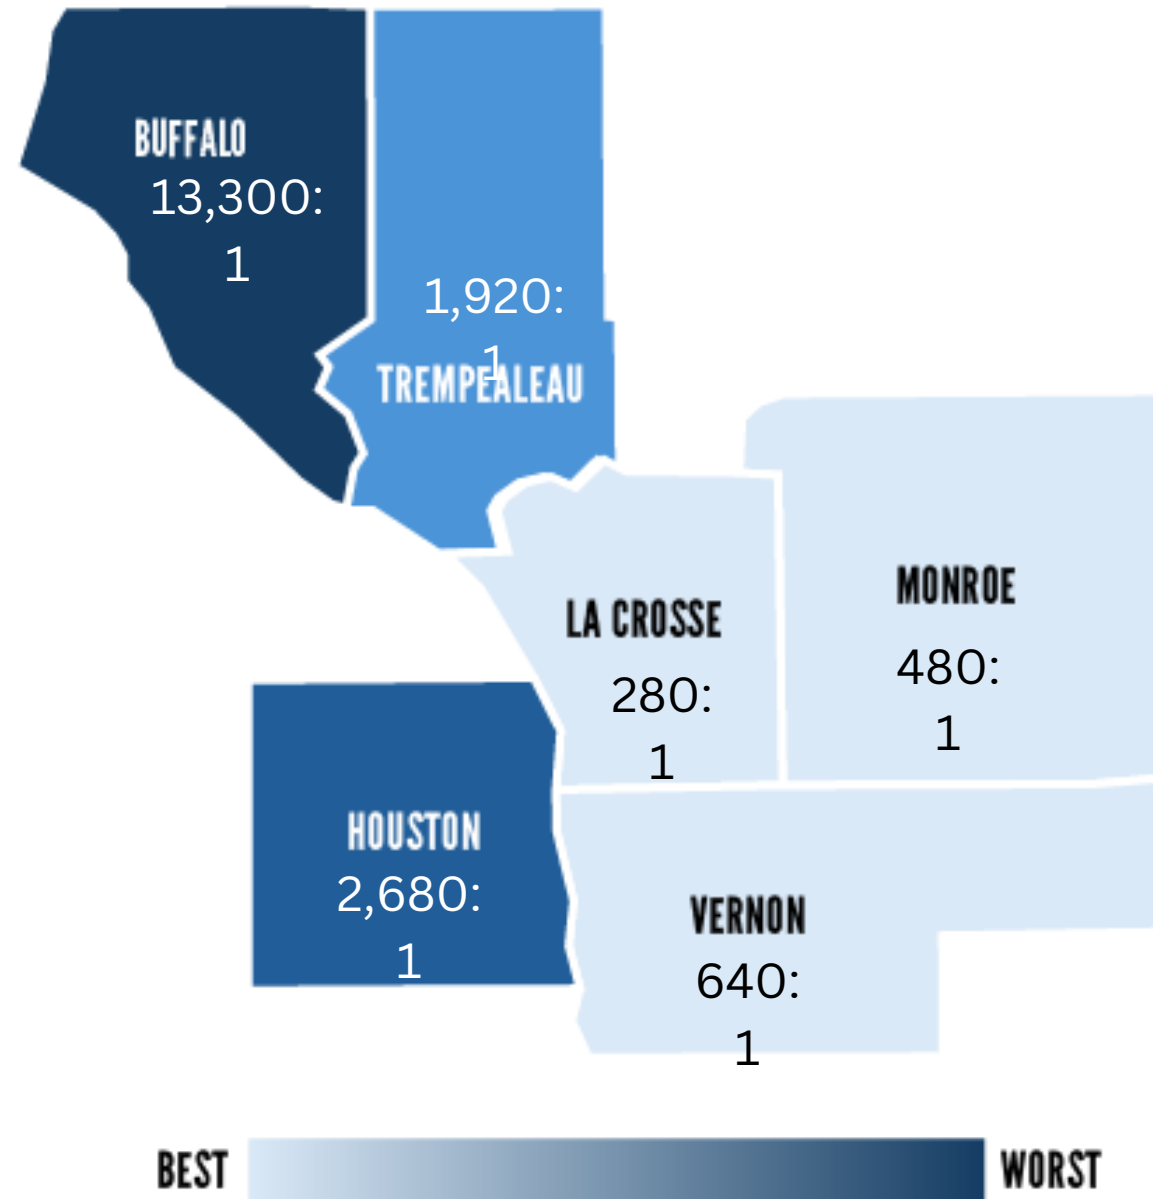 BUFFALO
13,300:
1
1,920:
1
TREMPEALEAU
LA CROSSE
280:
1
MONROE
480:
1
HOUSTON
2,680:
1
VERNON
640:
1
BEST
WORST